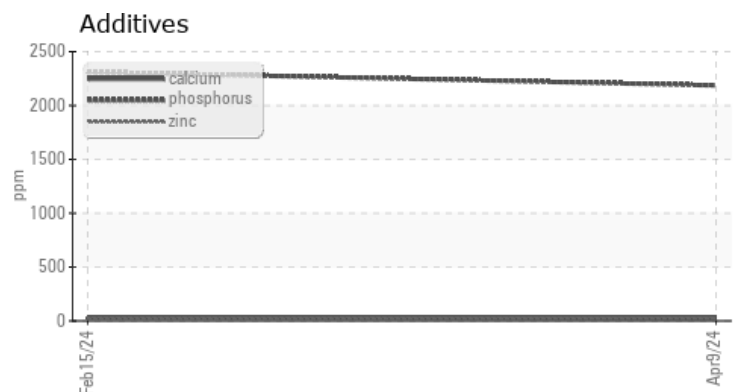 Additives
2500
2000
1500
1000
500
0
ppm
calcium
phosphorus
zinc
Feb15/24
Apr9/24